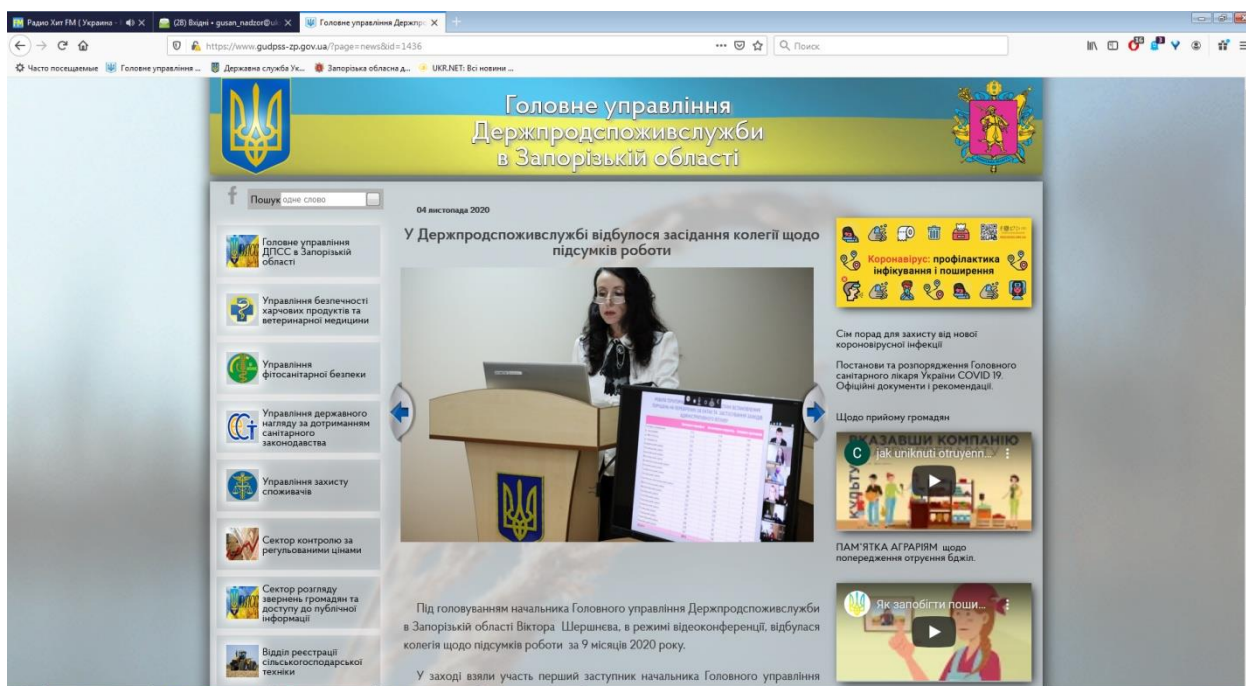 Радио Хит FM ( Украина -
(28) Вхідні • gusan_nadzor@uk
Головне управління Держпро
https://www.gudpss-zp.gov.ua/?page=news&id=1436
Поиск
Часто посещаемые
Головне управління ...
Державна служба Ук...
Запорізька обласна д...
UKR.NET: Всі новини ...
Головне управління
Держпродспоживслужби
в Запорізькій області
Пошук
одне слово
Головне управління
ДПСС в Запорізькій
області
Управління безпечності
харчових продуктів та
ветеринарної медицини
Управління
фітосанітарної безпеки
Управління державного
нагляду за дотриманням
санітарного
законодавства
Управління захисту
споживачів
Сектор контролю за
регульованими цінами
Сектор розгляду
звернень громадян та
доступу до публічної
інформації
Відділ реєстрації
сільськогосподарської
техніки
04 листопада 2020
У Держпродспоживслужбі відбулося засідання колегії щодо
підсумків роботи
Під головуванням начальника Головного управління Держпродспоживслужби
в Запорізькій області Віктора Шершнєва, в режимі відеоконференції, відбулася
колегія щодо підсумків роботи за 9 місяців 2020 року.
У заході взяли участь перший заступник начальника Головного управління
Коронавірус: профілактика
інфікування і поширення
Сім порад для захисту від нової
короновірусної інфекції
Постанови та розпорядження Головного
санітарного лікаря України COVID 19.
Офіційні документи і рекомендації.
Щодо прийому громадян
ВКАЗАВШИ КОМПАНІЮ
C
jak uniknuti otruyenn...
КУЛЬТУ
ПАМ'ЯТКА АГРАРІЯМ щодо
попередження отруєння бджіл.
Як запобігти поши...